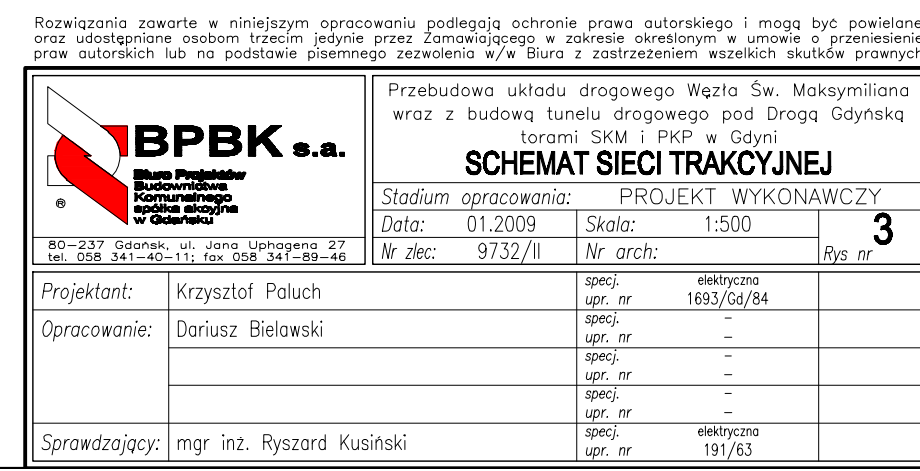 Rozwiązania zawarte w niniejszym opracowaniu podlegają ochronie prawa autorskiego i mogą być powielane
oraz udostępniane osobom trzecim jedynie przez Zamawiającego w zakresie określonym w umowie o przeniesienie
praw autorskich lub na podstawie pisemnego zezwolenia w/w Biura z zastrzeżeniem wszelkich skutków prawnych
BPBK s.a.
Biuro Projektów
Budownictwa
Komunalnego
spółka akcyjna
w Gdańsku
®
80-237 Gdańsk, ul. Jana Uphagena 27
tel. 058 341-40-11; fax 058 341-89-46
Przebudowa układu drogowego Węzła Św. Maksymiliana
wraz z budową tunelu drogowego pod Drogą Gdyńską
torami SKM i PKP w Gdyni
SCHEMAT SIECI TRAKCYJNEJ
Stadium opracowania: PROJEKT WYKONAWCZY
Data: 01.2009 Skala: 1:500
Nr zlec: 9732/II Nr arch: Rys nr 3
Projektant: Krzysztof Paluch specj. elektryczna
upr. nr 1693/Gd/84
Opracowanie: Dariusz Bielawski specj. -
upr. nr -
specj. -
upr. nr -
specj. -
upr. nr -
Sprawdzający: mgr inż. Ryszard Kusiński specj. elektryczna
upr. nr 191/63